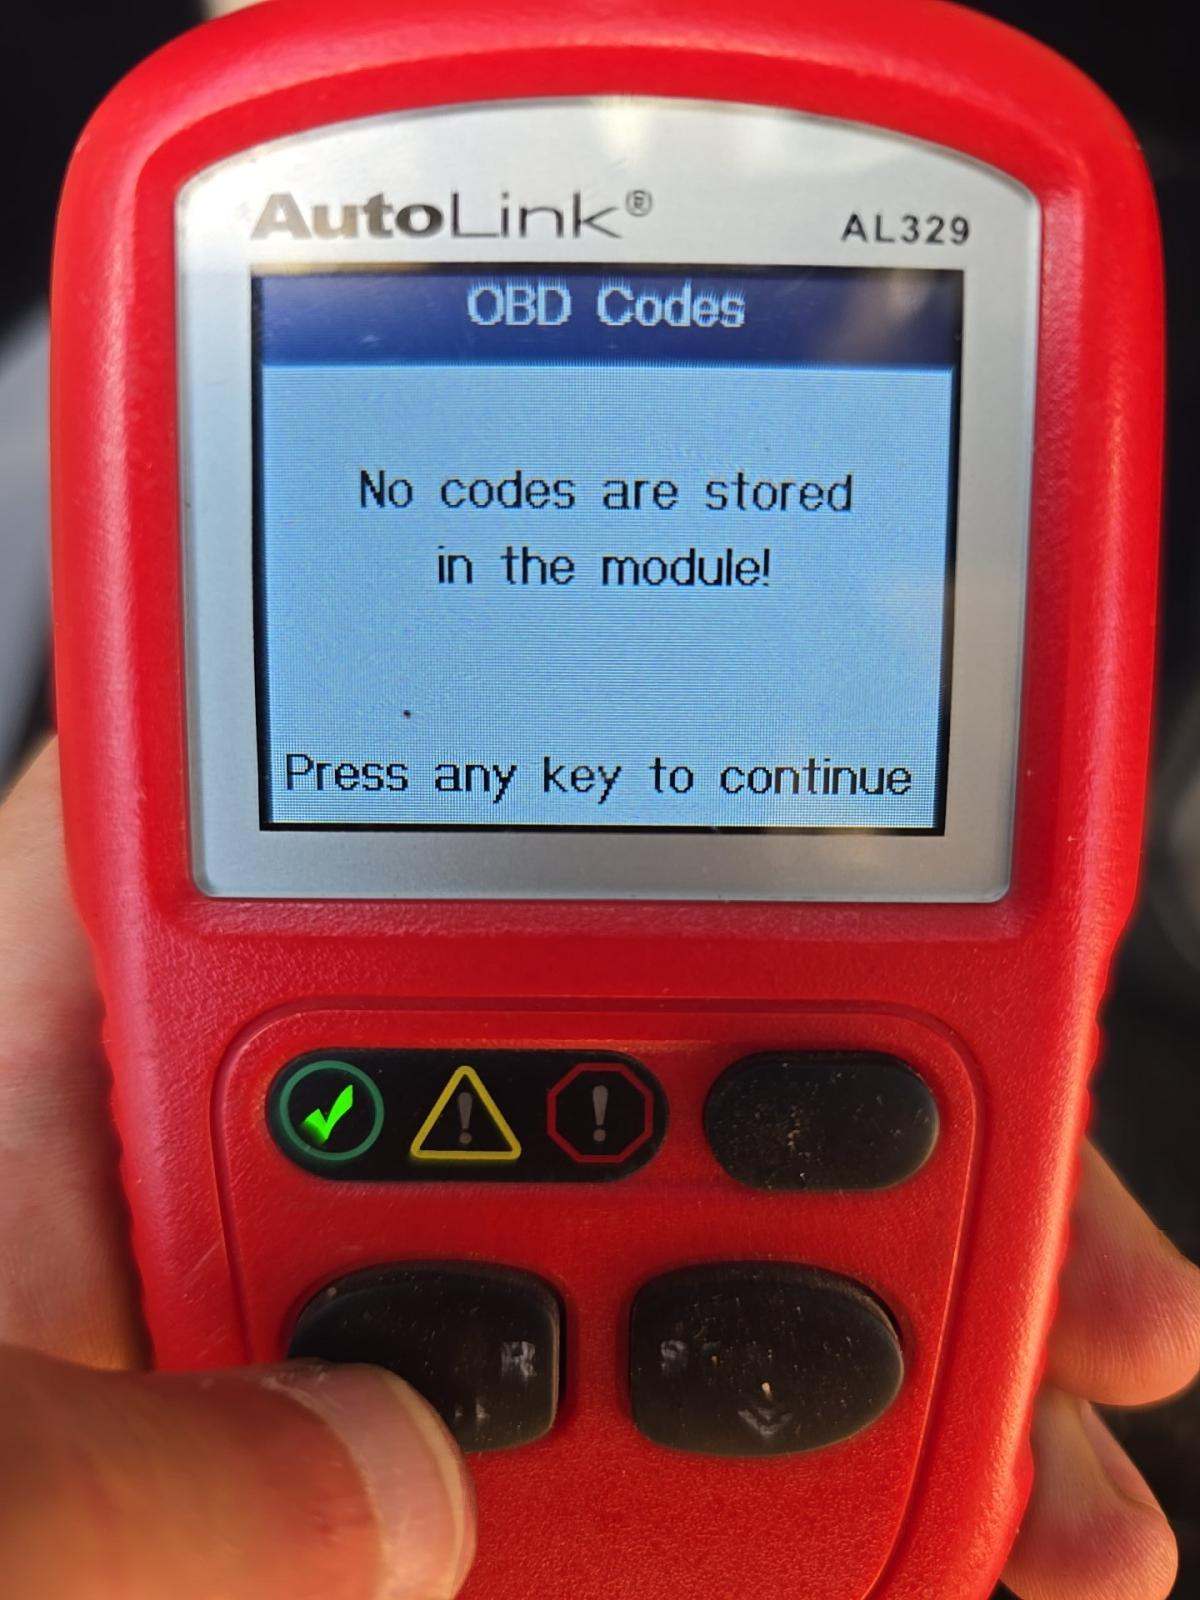 AutoLink®
AL329
OBD Codes
No codes are stored
in the module!
Press any key to continue
R